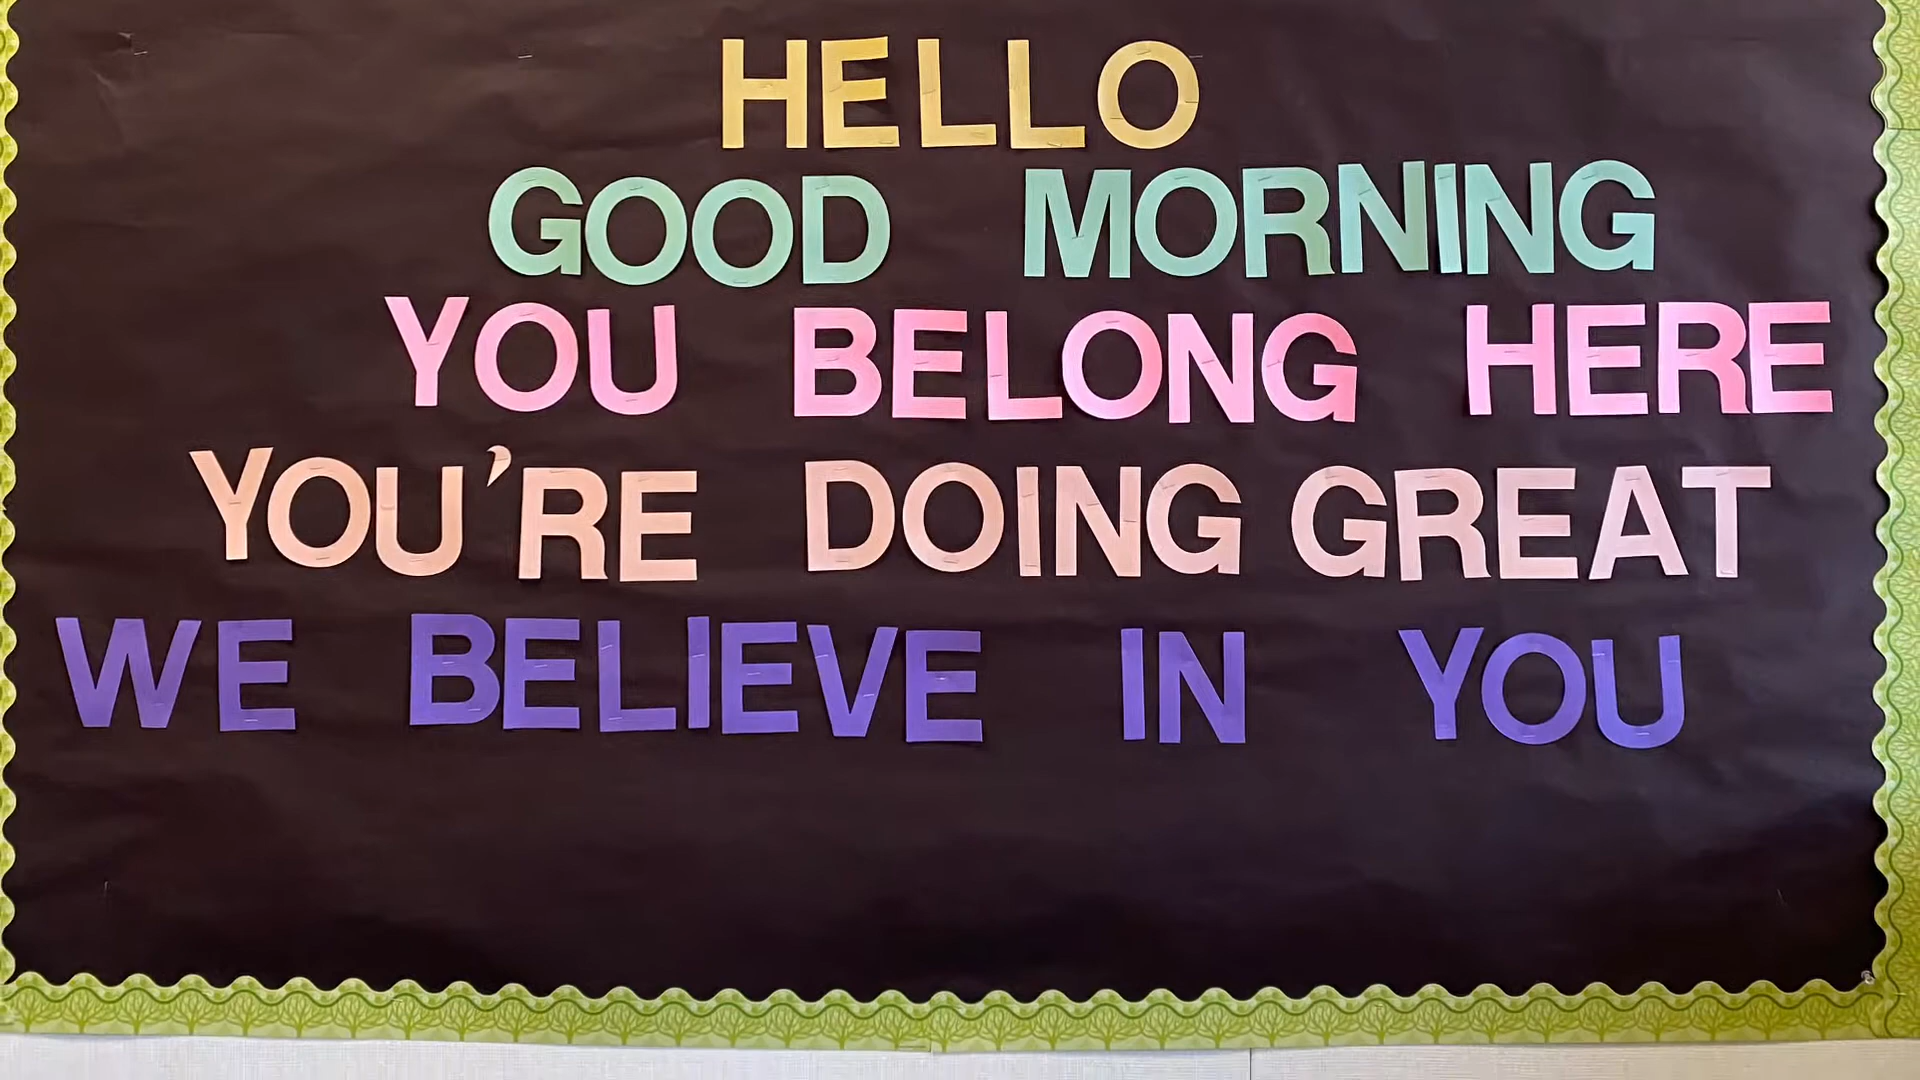 HELLO
GOOD MORNING
YOU BELONG HERE
YOU'RE DOING GREAT
WE BELIEVE IN YOU